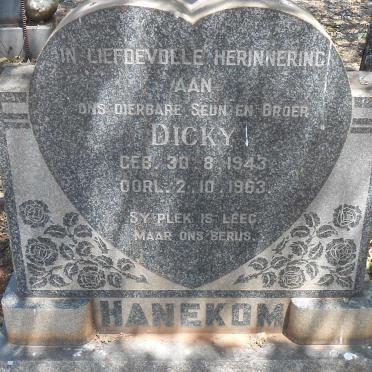 IN LIEFDEVOLLE HERINNERING
AAN
ONS DIERBARE SEUN EN BROER
DICKY
GEB. 30·8·1943
OORL. 2·10·1963.
SY PLEK IS LEEG
MAAR ONS BERUS.
HANEKOM